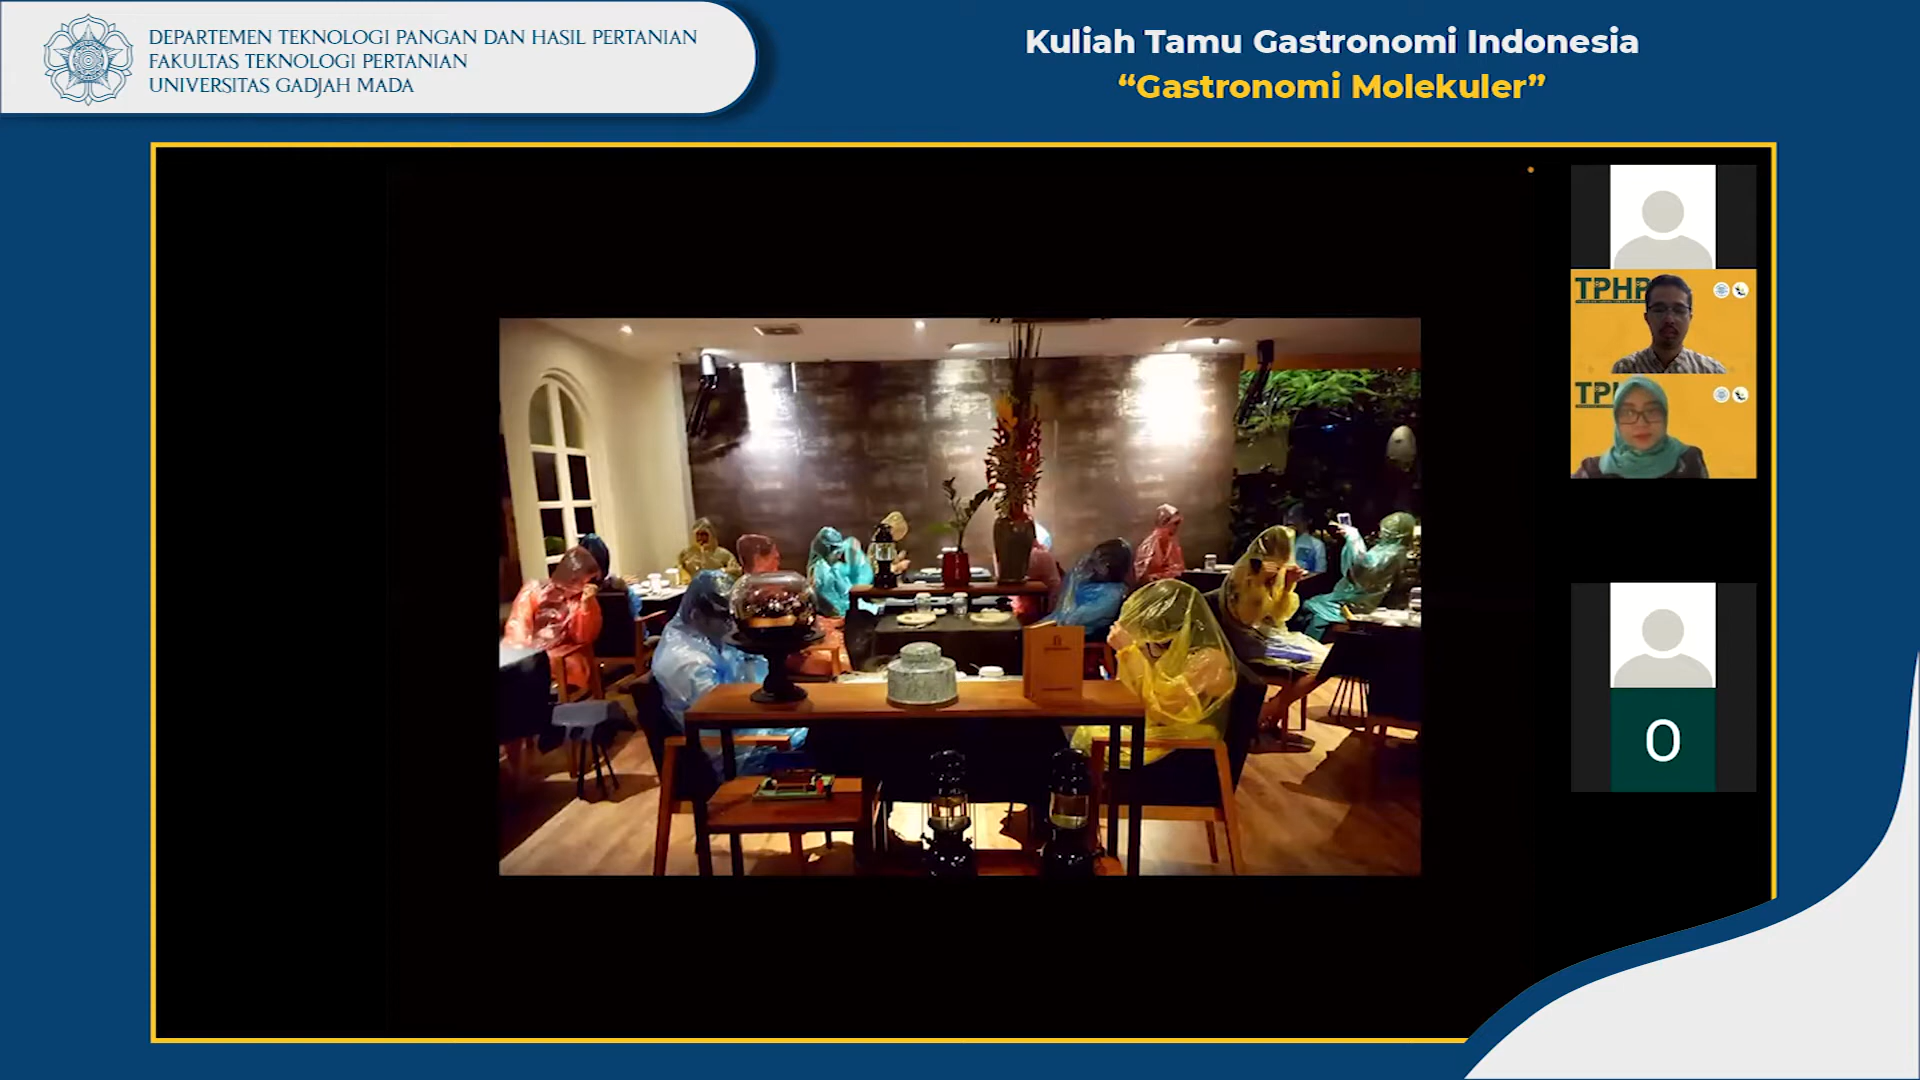 DEPARTEMEN TEKNOLOGI PANGAN DAN HASIL PERTANIAN
FAKULTAS TEKNOLOGI PERTANIAN
UNIVERSITAS GADJAH MADA
Kuliah Tamu Gastronomi Indonesia
“Gastronomi Molekuler”
TPHP
TP
O